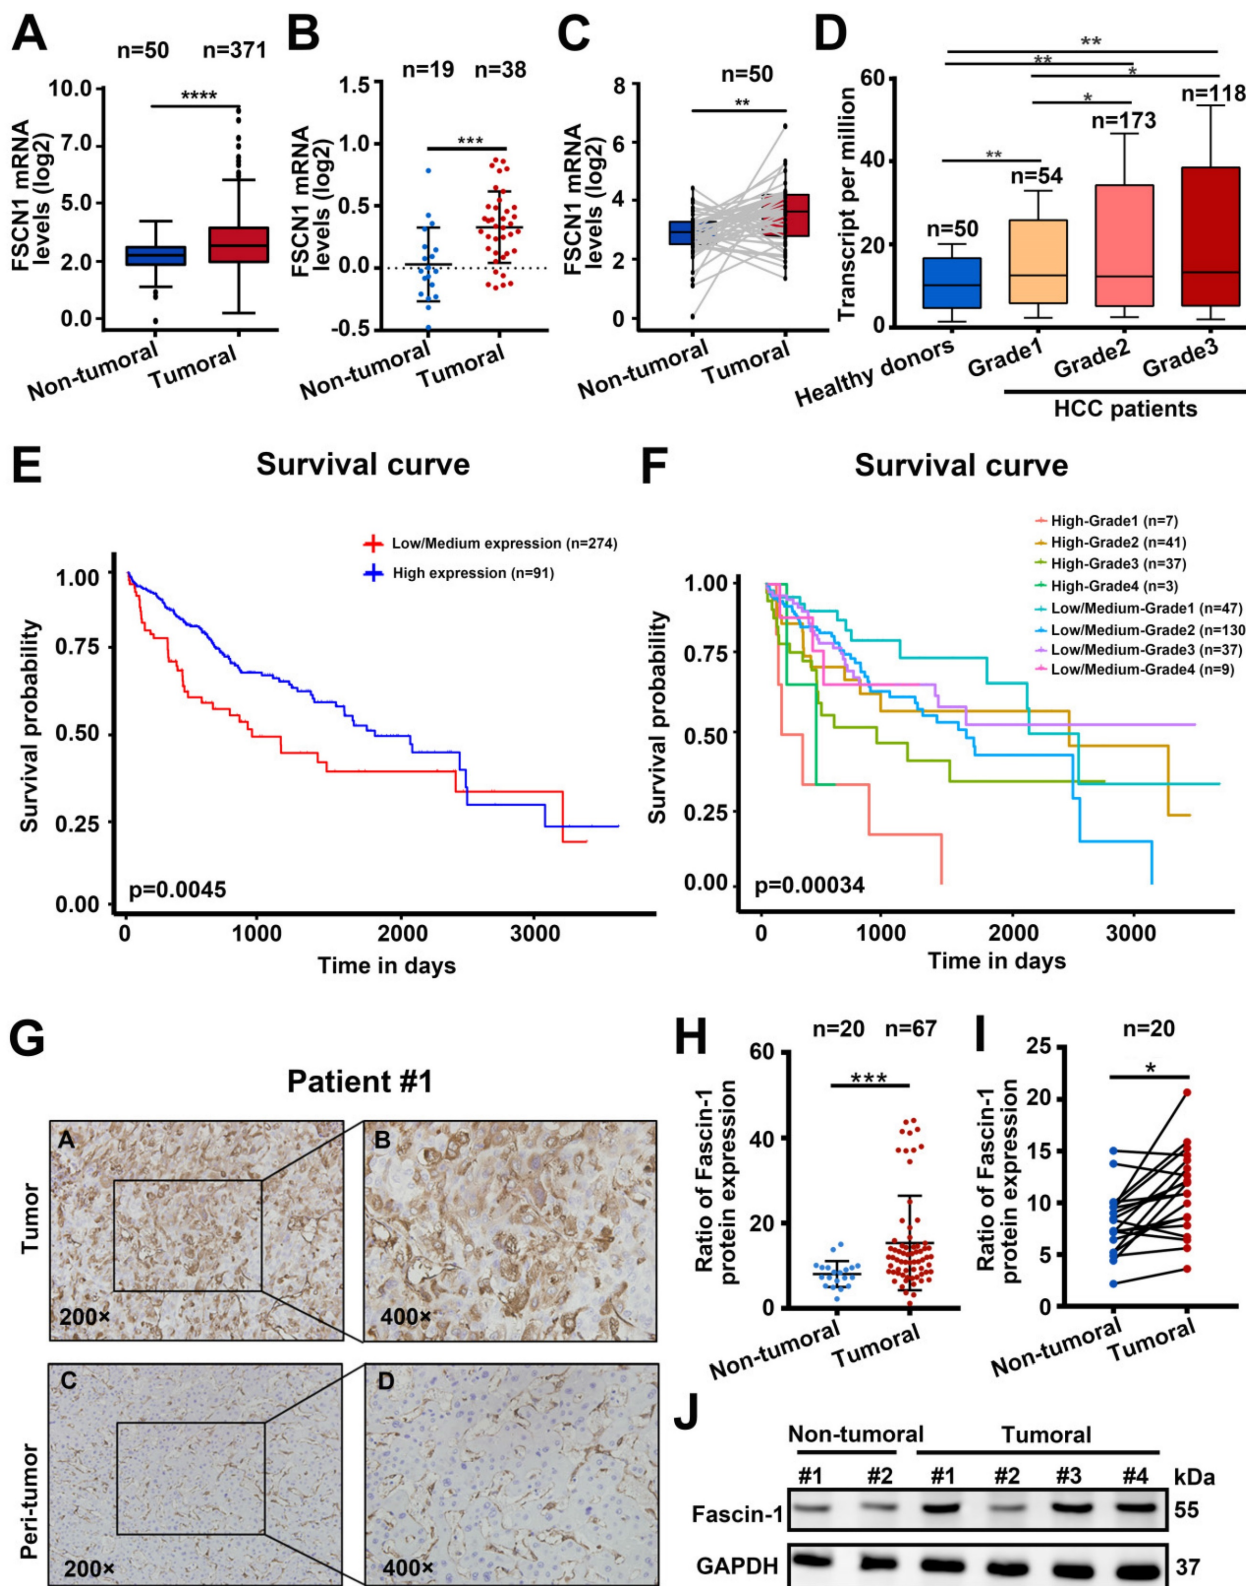 A
n=50 n=371
****
FSCN1 mRNA
levels (log2)
10.0
7.0
5.0
2.0
0.0
Non-tumoral
Tumoral
B
n=19 n=38
***
FSCN1 mRNA
levels (log2)
1.5
1.0
0.5
0.0
-0.5
Non-tumoral
Tumoral
C
n=50
**
FSCN1 mRNA
levels (log2)
8
6
4
2
0
Non-tumoral
Tumoral
D
**
**
*
*
**
n=50
n=54
n=173
n=118
Transcript per million
60
40
20
0
Healthy donors
Grade1
Grade2
Grade3
HCC patients
E
Survival curve
Low/Medium expression (n=274)
High expression (n=91)
Survival probability
1.00
0.75
0.50
0.25
0.00
p=0.0045
0 1000 2000 3000
Time in days
F
Survival curve
High-Grade1 (n=7)
High-Grade2 (n=41)
High-Grade3 (n=37)
High-Grade4 (n=3)
Low/Medium-Grade1 (n=47)
Low/Medium-Grade2 (n=130
Low/Medium-Grade3 (n=37)
Low/Medium-Grade4 (n=9)
Survival probability
1.00
0.75
0.50
0.25
0.00
p=0.00034
0 1000 2000 3000
Time in days
G
Patient #1
Tumor
A
200×
B
400×
Peri-tumor
C
200×
D
400×
H
n=20 n=67
***
Ratio of Fascin-1
protein expression
60
40
20
0
Non-tumoral
Tumoral
I
n=20
*
Ratio of Fascin-1
protein expression
25
20
15
10
5
0
Non-tumoral
Tumoral
J
Non-tumoral Tumoral
#1 #2 #1 #2 #3 #4 kDa
Fascin-1 55
GAPDH 37